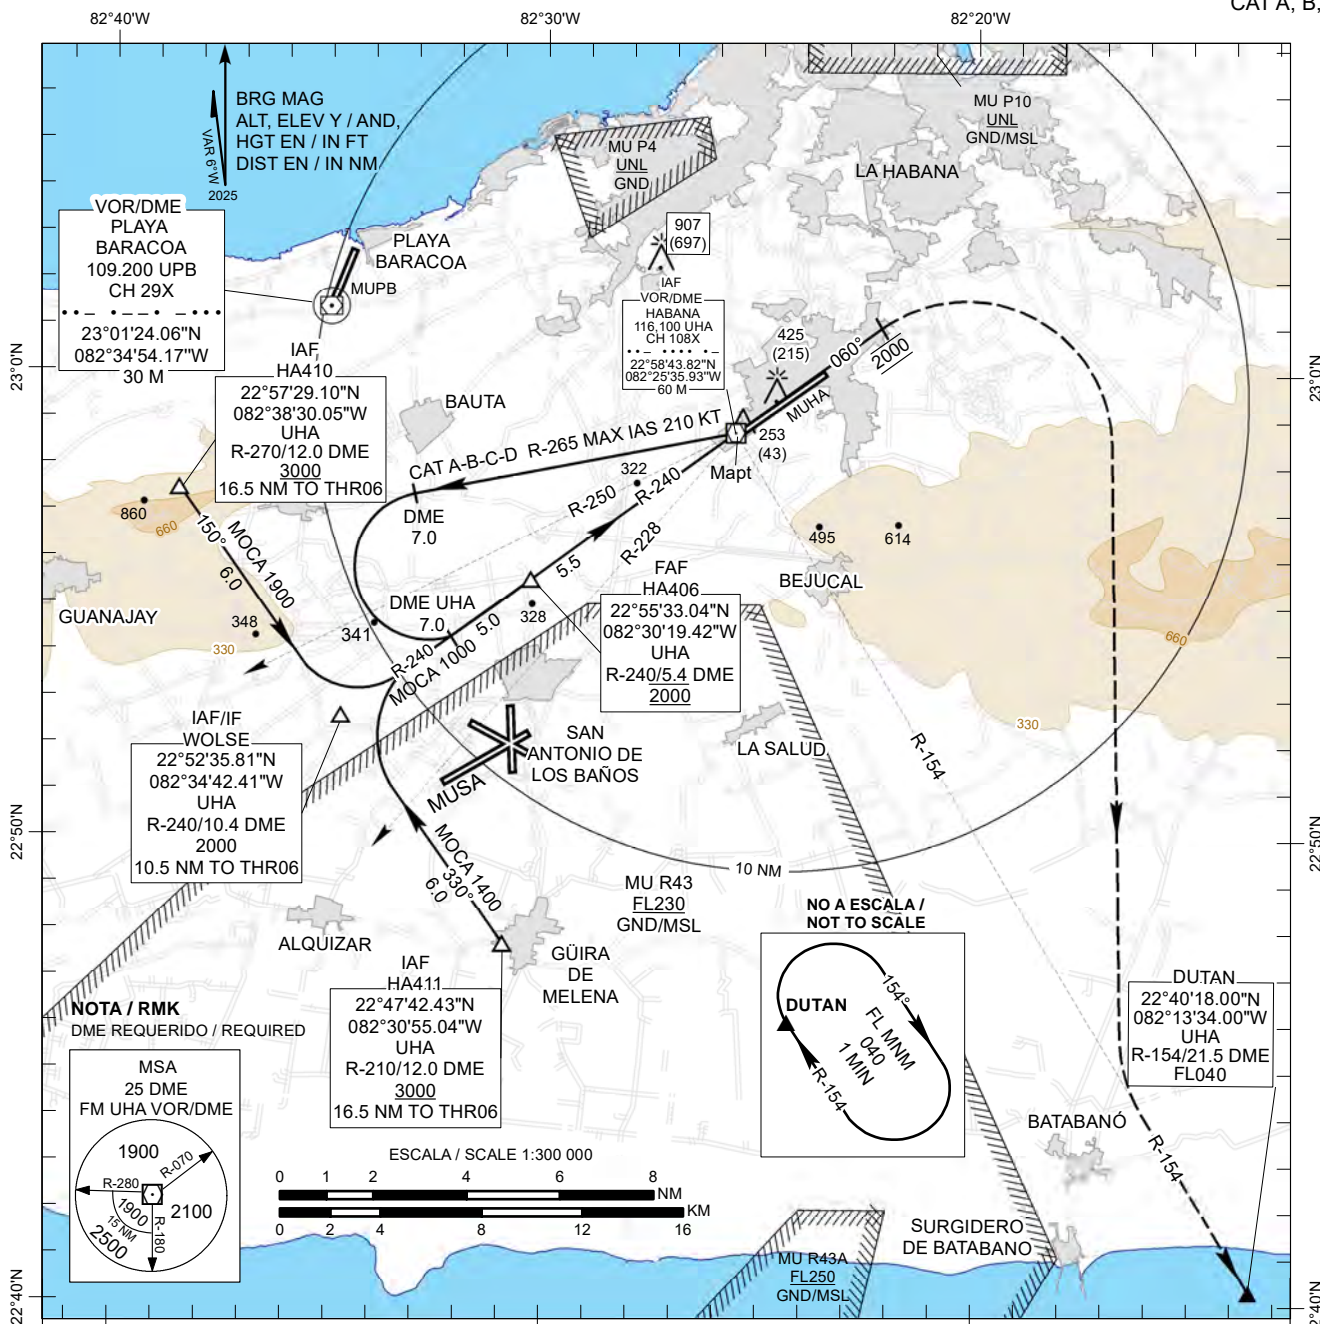 CAT A, B,
82°40'W
82°30'W
82°20'W
BRG MAG
ALT, ELEV Y / AND,
HGT EN / IN FT
DIST EN / IN NM
VAR 6°W
2025
MU P4
UNL
GND
MU P10
UNL
GND/MSL
LA HABANA
VOR/DME
PLAYA
BARACOA
109.200 UPB
CH 29X
23°01'24.06"N
082°34'54.17"W
30 M
PLAYA
BARACOA
MUPB
907
(697)
IAF
VOR/DME
HABANA
116,100 UHA
CH 108X
22°58'43.82"N
082°25'35.93"W
60 M
425
(215)
060°
2000
MUHA
253
(43)
Mapt
23°0'N
23°0'N
IAF
HA410
22°57'29.10"N
082°38'30.05"W
UHA
R-270/12.0 DME
3000
16.5 NM TO THR06
BAUTA
CAT A-B-C-D R-265 MAX IAS 210 KT
322
R-250
R-240
R-228
DME
7.0
860
660
150°
MOCA 1900
6.0
495
614
BEJUCAL
5.5
GUANAJAY
348
330
341
DME UHA
7.0
5.0
328
R-240
MOCA 1000
FAF
HA406
22°55'33.04"N
082°30'19.42"W
UHA
R-240/5.4 DME
2000
660
330
IAF/IF
WOLSE
22°52'35.81"N
082°34'42.41"W
UHA
R-240/10.4 DME
2000
10.5 NM TO THR06
SAN
ANTONIO DE
LOS BAÑOS
MUSA
LA SALUD
R-154
22°50'N
22°50'N
10 NM
MOCA 1400
330°
6.0
MU R43
FL230
GND/MSL
ALQUIZAR
GÜIRA
DE
MELENA
IAF
HA411
22°47'42.43"N
082°30'55.04"W
UHA
R-210/12.0 DME
3000
16.5 NM TO THR06
NO A ESCALA /
NOT TO SCALE
DUTAN
154°
FL MNM
040
1 MIN
R-154
DUTAN
22°40'18.00"N
082°13'34.00"W
UHA
R-154/21.5 DME
FL040
NOTA / RMK
DME REQUERIDO / REQUIRED
MSA
25 DME
FM UHA VOR/DME
1900
R-070
R-280
1900
15 NM
R-180
2100
2500
ESCALA / SCALE 1:300 000
0 1 2 4 6 8
NM
KM
0 2 4 8 12 16
BATABANÓ
R-154
SURGIDERO
DE BATABANO
MU R43A
FL250
GND/MSL
22°40'N
22°40'N